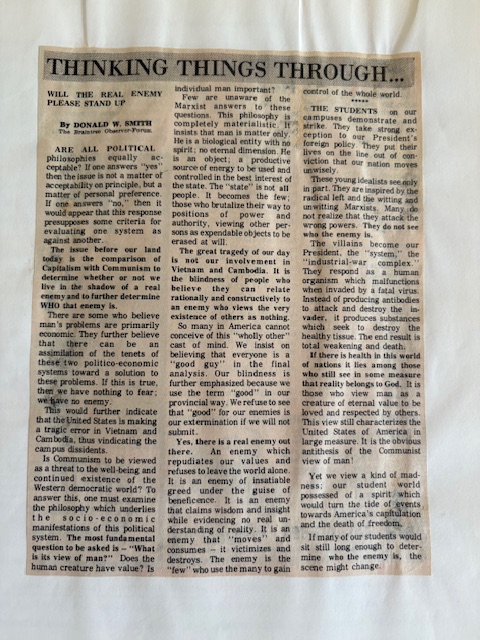 THINKING THINGS THROUGH...
WILL THE REAL ENEMY
PLEASE STAND UP
By DONALD W. SMITH
The Braintree Observer-Forum.
ARE ALL POLITICAL
philosophies equally ac-
ceptable? If one answers "yes"
then the issue is not a matter of
acceptability on principle, but a
matter of personal preference.
If one answers "no," then it
would appear that this response
presupposes some criteria for
evaluating one system as
against another.
The issue before our land
today is the comparison of
Capitalism with Communism to
determine whether or not we
live in the shadow of a real
enemy and to further determine
WHO that enemy is.
There are some who believe
man's problems are primarily
economic. They further believe
that there can be an
assimilation of the tenets of
these two politico-economic
systems toward a solution to
these problems. If this is true,
then we have nothing to fear;
we have no enemy.
This would further indicate
that the United States is making
a tragic error in Vietnam and
Cambodia, thus vindicating the
campus dissidents.
Is Communism to be viewed
as a threat to the well-being and
continued existence of the
Western democratic world? To
answer this, one must examine
the philosophy which underlies
the socio-economic
manifestations of this political
system. The most fundamental
question to be asked is — "What
is its view of man?" Does the
human creature have value? Is
individual man important?
Few are unaware of the
Marxist answers to these
questions. This philosophy is
completely materialistic. It
insists that man is matter only.
He is a biological entity with no
spirit; no eternal dimension. He
is an object; a productive
source of energy to be used and
controlled in the best interest of
the state. The "state" is not all
people. It becomes the few;
those who brutalize their way to
positions of power and
authority, viewing other per-
sons as expendable objects to be
erased at will.
The great tragedy of our day
is not our involvement in
Vietnam and Cambodia. It is
the blindness of people who
believe they can relate
rationally and constructively to
an enemy who views the very
existence of others as nothing.
So many in America cannot
conceive of this "wholly other"
cast of mind. We insist on
believing that everyone is a
"good guy" in the final
analysis. Our blindness is
further emphasized because we
use the term "good" in our
provincial way. We refuse to see
that "good" for our enemies is
our extermination if we will not
submit.
Yes, there is a real enemy out
there. An enemy which
repudiates our values and
refuses to leave the world alone.
It is an enemy of insatiable
greed under the guise of
beneficence. It is an enemy
that claims wisdom and insight
while evidencing no real un-
derstanding of reality. It is an
enemy that "moves" and
consumes — it victimizes and
destroys. The enemy is the
"few" who use the many to gain
control of the whole world.
*****
THE STUDENTS on our
campuses demonstrate and
strike. They take strong ex-
ception to our President's
foreign policy. They put their
lives on the line out of con-
viction that our nation moves
unwisely.
These young idealists see only
in part. They are inspired by the
radical left and the witting and
unwitting Marxists. Many do
not realize that they attack the
wrong powers. They do not see
who the enemy is.
The villains become our
President, the "system," the
"industrial-war complex."
They respond as a human
organism which malfunctions
when invaded by a fatal virus.
Instead of producing antibodies
to attack and destroy the in-
vader, it produces substances
which seek to destroy the
healthy tissue. The end result is
total weakening and death.
If there is health in this world
of nations it lies among those
who still see in some measure
that reality belongs to God. It is
those who view man as a
creature of eternal value to be
loved and respected by others.
This view still characterizes the
United States of America in
large measure. It is the obvious
antithesis of the Communist
view of man!
Yet we view a kind of mad-
ness; our student world
possessed of a spirit which
would turn the tide of events
towards America's capitulation
and the death of freedom.
If many of our students would
sit still long enough to deter-
mine who the enemy is, the
scene might change.